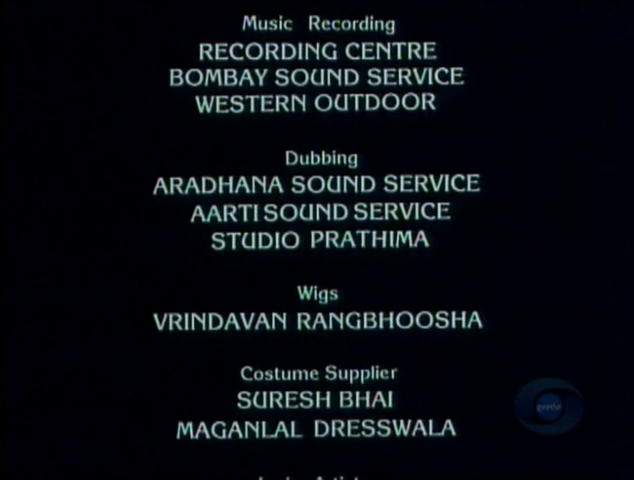 Music Recording
RECORDING CENTRE
BOMBAY SOUND SERVICE
WESTERN OUTDOOR
Dubbing
ARADHANA SOUND SERVICE
AARTI SOUND SERVICE
STUDIO PRATHIMA
Wigs
VRINDAVAN RANGBHOOSHA
Costume Supplier
SURESH BHAI
MAGANLAL DRESSWALA